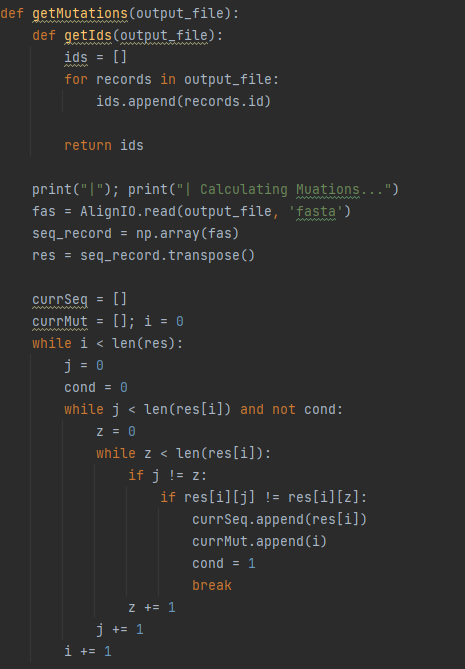 def getMutations(output_file):
    def getIds(output_file):
        ids = []
        for records in output_file:
            ids.append(records.id)

        return ids

    print("|"); print("| Calculating Muations...")
    fas = AlignIO.read(output_file, 'fasta')
    seq_record = np.array(fas)
    res = seq_record.transpose()

    currSeq = []
    currMut = []; i = 0
    while i < len(res):
        j = 0
        cond = 0
        while j < len(res[i]) and not cond:
            z = 0
            while z < len(res[i]):
                if j != z:
                    if res[i][j] != res[i][z]:
                        currSeq.append(res[i])
                        currMut.append(i)
                        cond = 1
                        break
                z += 1
            j += 1
        i += 1